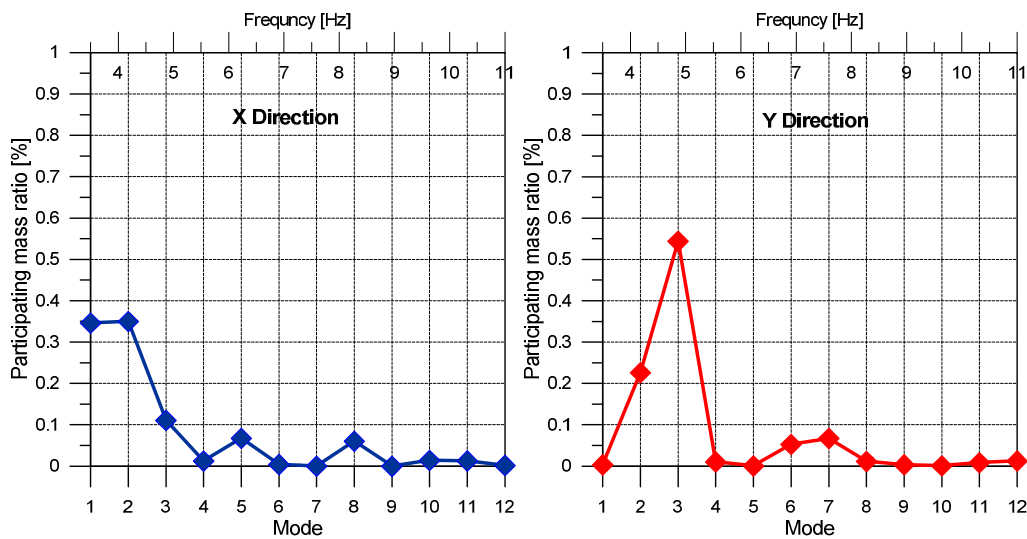 Frequncy [Hz]
4 5 6 7 8 9 10 11
X Direction
Participating mass ratio [%]
1
0.9
0.8
0.7
0.6
0.5
0.4
0.3
0.2
0.1
0
1 2 3 4 5 6 7 8 9 10 11 12
Mode
Frequncy [Hz]
4 5 6 7 8 9 10 11
Y Direction
Participating mass ratio [%]
1
0.9
0.8
0.7
0.6
0.5
0.4
0.3
0.2
0.1
0
1 2 3 4 5 6 7 8 9 10 11 12
Mode